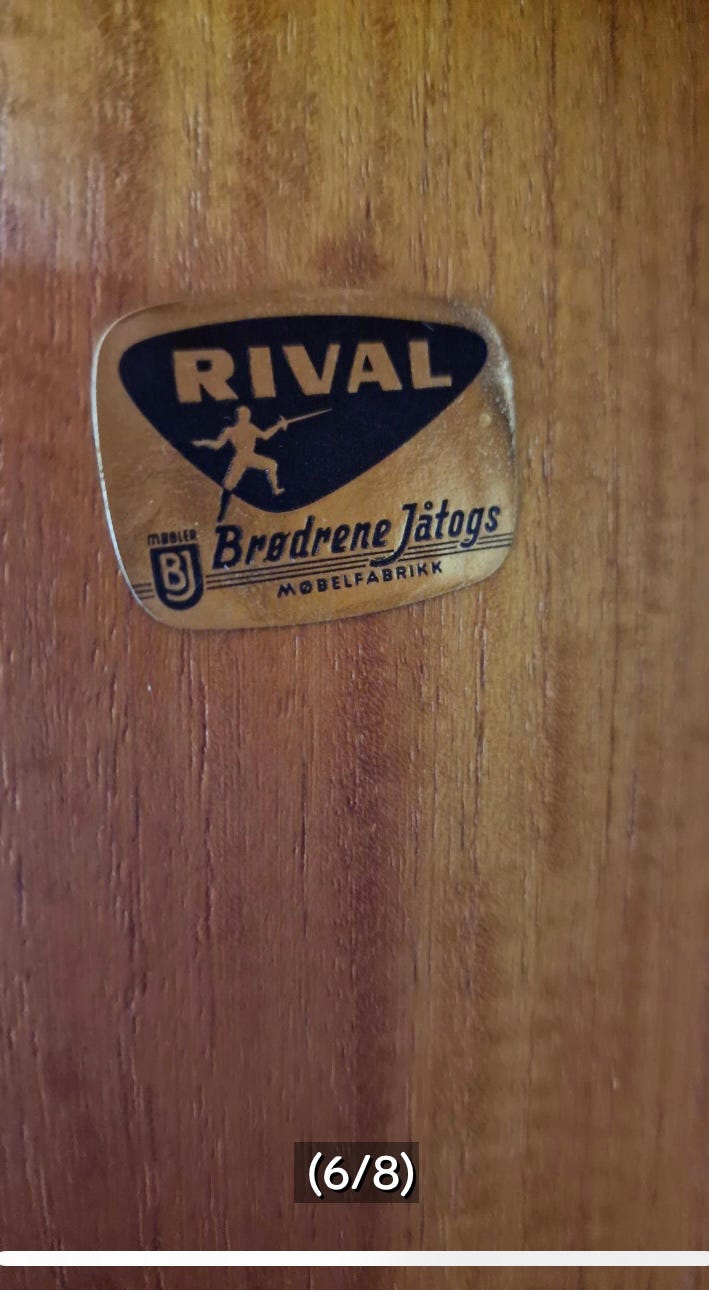 RIVAL
Brødrene Jåtogs
MØBLER
BJ
MØBELFABRIKK
(6/8)